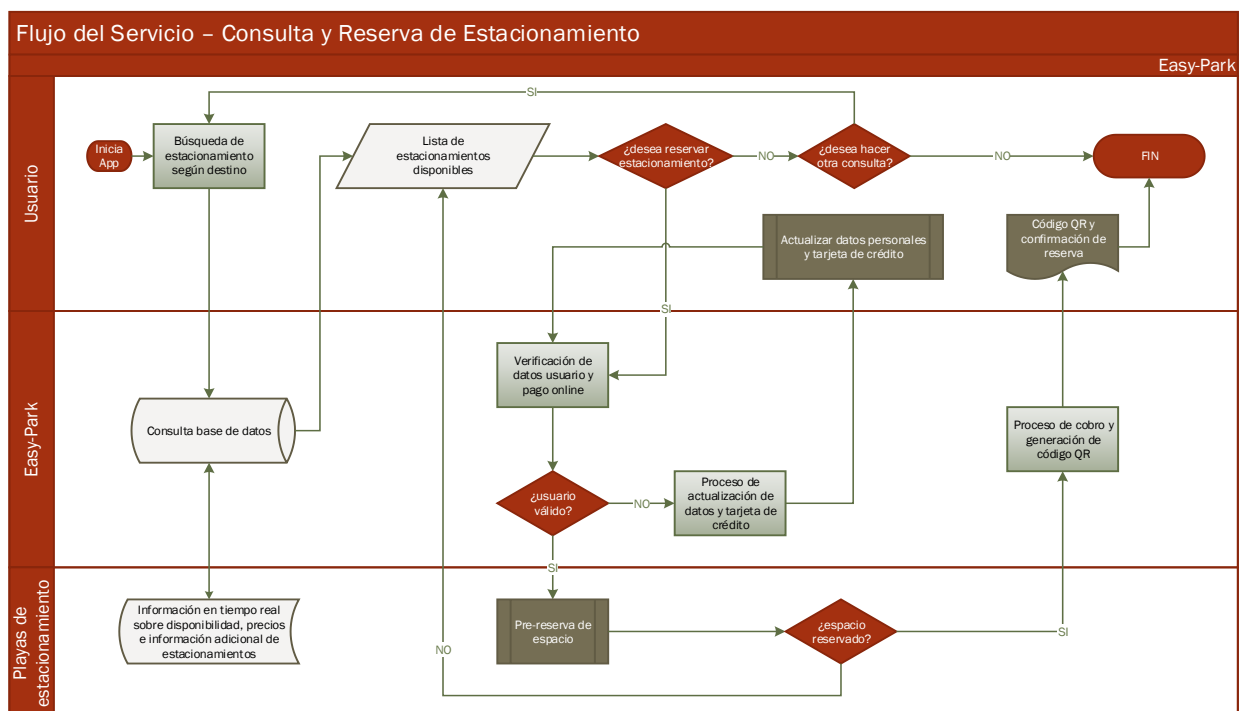 Flujo del Servicio – Consulta y Reserva de Estacionamiento
Easy-Park
Usuario
SI
Inicia
App
Búsqueda de
estacionamiento
según destino
Lista de
estacionamientos
disponibles
¿desea reservar
estacionamiento?
NO
¿desea hacer
otra consulta?
NO
FIN
Actualizar datos personales
y tarjeta de crédito
Código QR y
confirmación de
reserva
SI
Easy-Park
Verificación de
datos usuario y
pago online
Consulta base de datos
Proceso de cobro y
generación de
código QR
¿usuario
válido?
NO
Proceso de
actualización de
datos y tarjeta de
crédito
SI
Playas de
estacionamiento
Información en tiempo real
sobre disponibilidad, precios
e información adicional de
estacionamientos
Pre-reserva de
espacio
¿espacio
reservado?
SI
NO